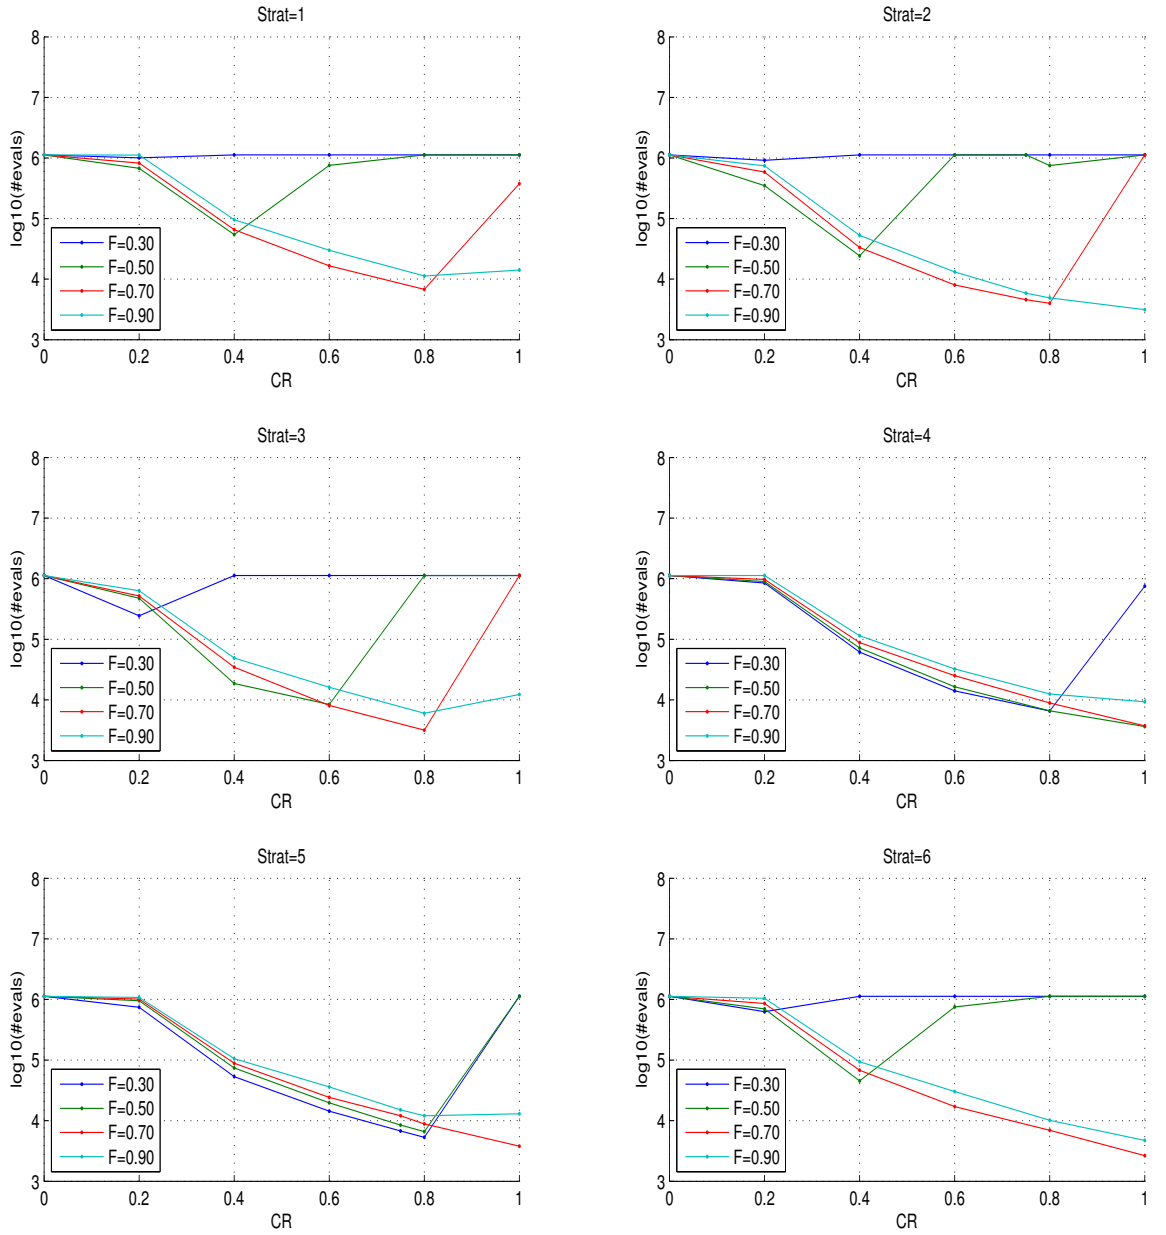 Strat=1
8
7
6
5
4
3
log10(#evals)
F=0.30
F=0.50
F=0.70
F=0.90
0 0.2 0.4 0.6 0.8 1
CR
Strat=2
8
7
6
5
4
3
log10(#evals)
F=0.30
F=0.50
F=0.70
F=0.90
0 0.2 0.4 0.6 0.8 1
CR
Strat=3
8
7
6
5
4
3
log10(#evals)
F=0.30
F=0.50
F=0.70
F=0.90
0 0.2 0.4 0.6 0.8 1
CR
Strat=4
8
7
6
5
4
3
log10(#evals)
F=0.30
F=0.50
F=0.70
F=0.90
0 0.2 0.4 0.6 0.8 1
CR
Strat=5
8
7
6
5
4
3
log10(#evals)
F=0.30
F=0.50
F=0.70
F=0.90
0 0.2 0.4 0.6 0.8 1
CR
Strat=6
8
7
6
5
4
3
log10(#evals)
F=0.30
F=0.50
F=0.70
F=0.90
0 0.2 0.4 0.6 0.8 1
CR